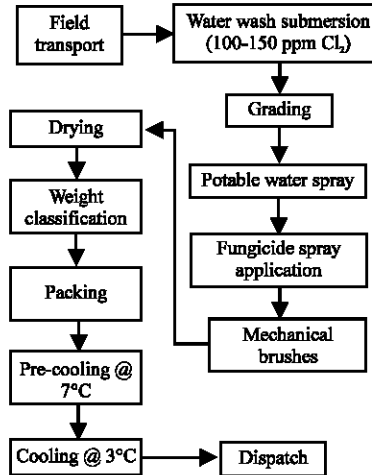 Field
transport
Water wash submersion
(100-150 ppm Cl₂)
Grading
Potable water spray
Fungicide spray
application
Mechanical
brushes
Drying
Weight
classification
Packing
Pre-cooling @
7°C
Cooling @ 3°C
Dispatch